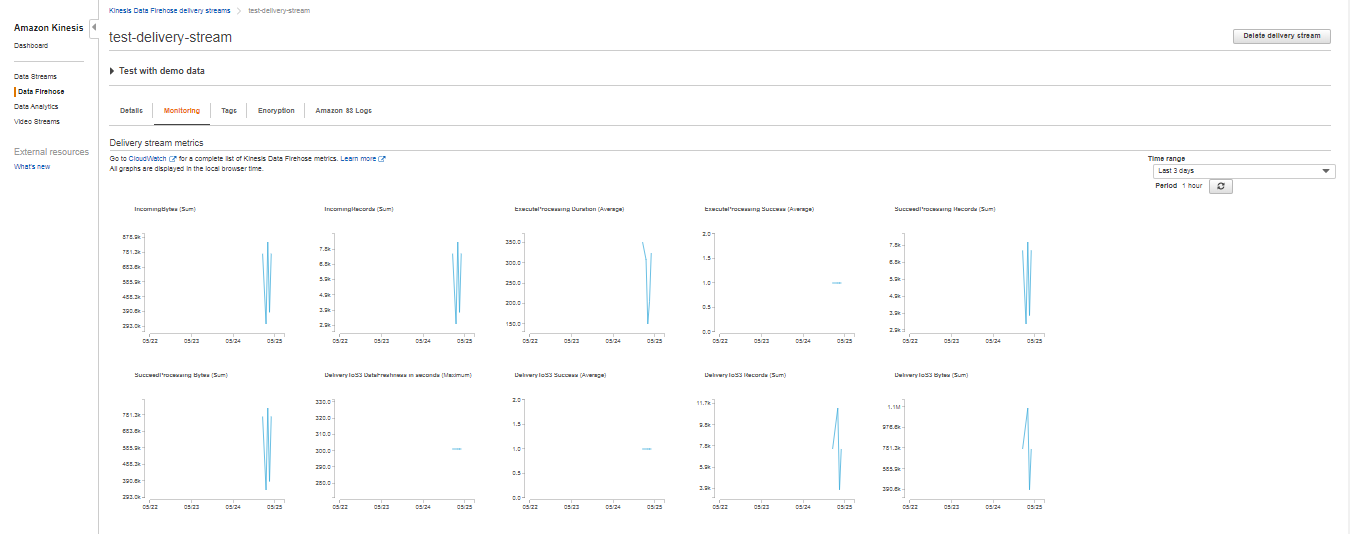 Amazon Kinesis
Dashboard
Data Streams
Data Firehose
Data Analytics
Video Streams
External resources
What's new
Kinesis Data Firehose delivery streams
test-delivery-stream
test-delivery-stream
Delete delivery stream
Test with demo data
Details
Monitoring
Tags
Encryption
Amazon S3 Logs
Delivery stream metrics
Go to CloudWatch for a complete list of Kinesis Data Firehose metrics. Learn more
All graphs are displayed in the local browser time.
Time range
Last 3 days
Period 1 hour
IncomingBytes (Sum)
878.9k
781.3k
683.6k
585.9k
488.3k
390.6k
293.0k
05/22 05/23 05/24 05/25
IncomingRecords (Sum)
7.8k
6.8k
5.9k
4.9k
3.9k
2.9k
05/22 05/23 05/24 05/25
ExecuteProcessing Duration (Average)
350.0
300.0
250.0
200.0
150.0
05/22 05/23 05/24 05/25
ExecuteProcessing Success (Average)
2.0
1.5
1.0
0.5
0.0
05/22 05/23 05/24 05/25
SucceedProcessing Records (Sum)
7.8k
6.8k
5.9k
4.9k
3.9k
2.9k
05/22 05/23 05/24 05/25
SucceedProcessing Bytes (Sum)
781.3k
683.6k
585.9k
488.3k
390.6k
293.0k
05/22 05/23 05/24 05/25
DeliveryToS3 DataFreshness in seconds (Maximum)
330.0
320.0
310.0
300.0
290.0
280.0
05/22 05/23 05/24 05/25
DeliveryToS3 Success (Average)
2.0
1.5
1.0
0.5
0.0
05/22 05/23 05/24 05/25
DeliveryToS3 Records (Sum)
11.7k
9.8k
7.8k
5.9k
3.9k
05/22 05/23 05/24 05/25
DeliveryToS3 Bytes (Sum)
1.1M
976.6k
781.3k
585.9k
390.6k
05/22 05/23 05/24 05/25